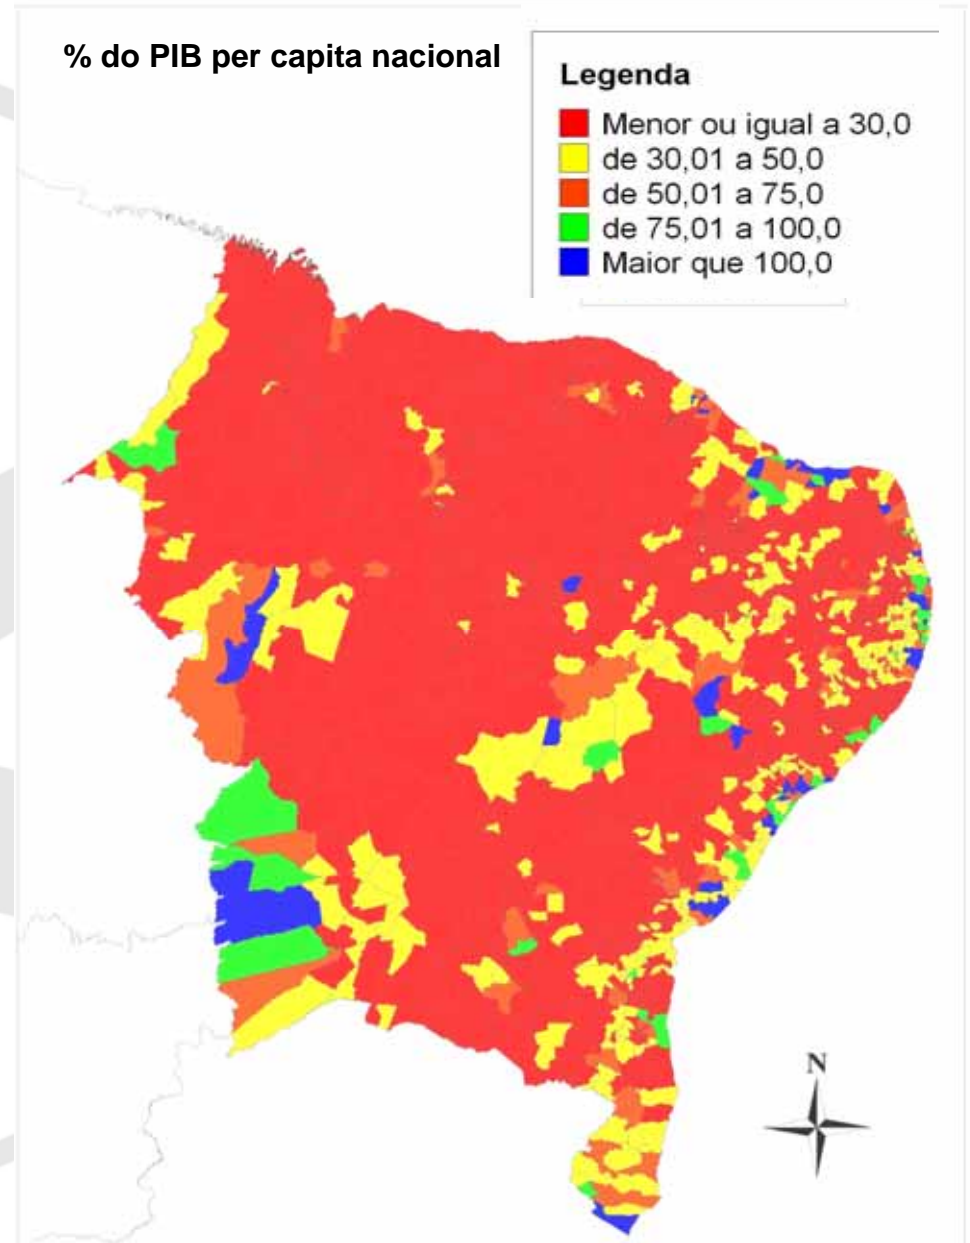 % do PIB per capita nacional
Legenda
Menor ou igual a 30,0
de 30,01 a 50,0
de 50,01 a 75,0
de 75,01 a 100,0
Maior que 100,0
N